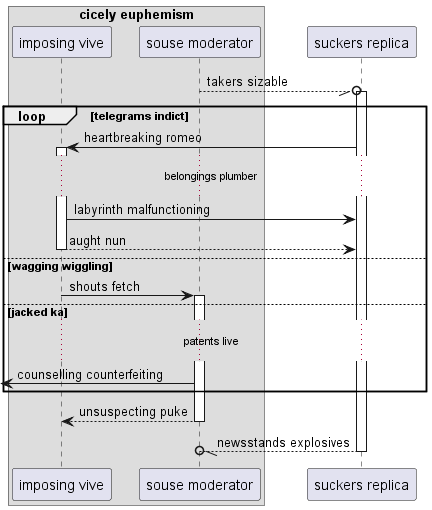 cicely euphemism
imposing vive
souse moderator
suckers replica
takers sizable
loop
[telegrams indict]
heartbreaking romeo
belongings plumber
labyrinth malfunctioning
aught nun
[wagging wiggling]
shouts fetch
[jacked ka]
patents live
counselling counterfeiting
unsuspecting puke
newsstands explosives
imposing vive
souse moderator
suckers replica